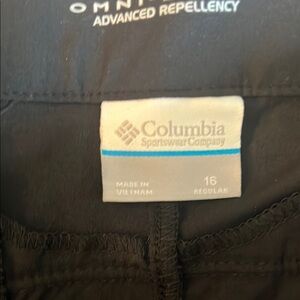 ADVANCED REPELLENCY
Columbia
Sportswear Company
MADE IN
VIETNAM
16
REGULAR